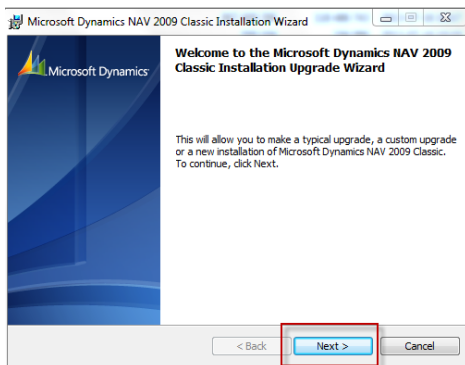 Microsoft Dynamics NAV 2009 Classic Installation Wizard
Microsoft Dynamics
Welcome to the Microsoft Dynamics NAV 2009
Classic Installation Upgrade Wizard
This will allow you to make a typical upgrade, a custom upgrade
or a new installation of Microsoft Dynamics NAV 2009 Classic.
To continue, click Next.
< Back
Next >
Cancel